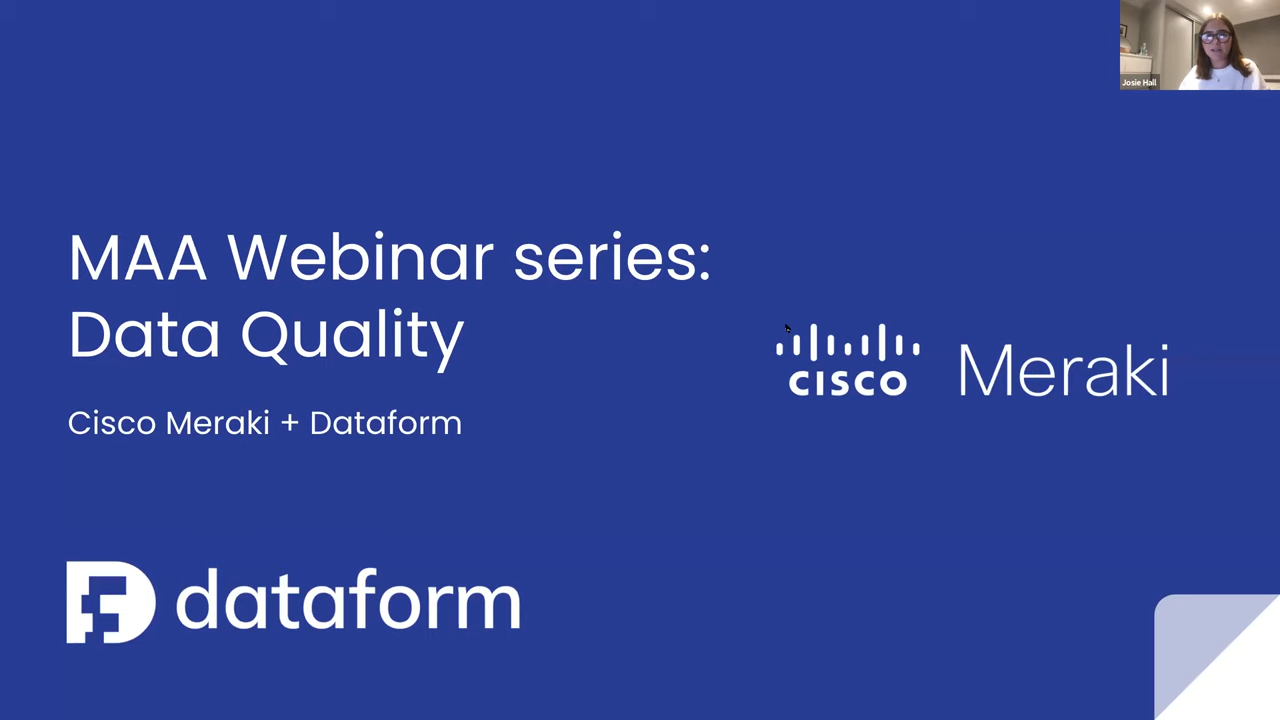 Josie Hall
MAA Webinar series:
Data Quality
Cisco Meraki + Dataform
CISCO Meraki
dataform